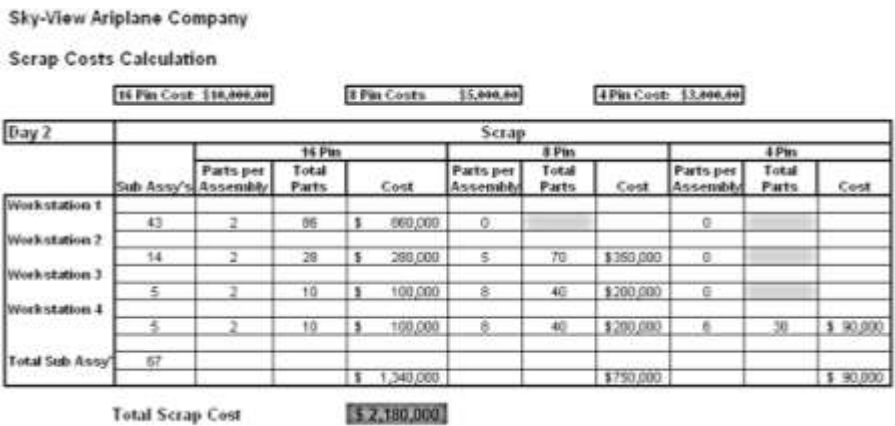 Sky-View Ariplane Company
Scrap Costs Calculation
16 Pin Cost: $10,000.00 8 Pin Costs $5,000.00 4 Pin Cost: $3,000.00
Day 2 Scrap
16 Pin 8 Pin 4 Pin
Sub Assy's Parts per Assembly Total Parts Cost Parts per Assembly Total Parts Cost Parts per Assembly Total Parts Cost
Workstation 1
43 2 86 $ 860,000 0 0
Workstation 2
14 2 28 $ 280,000 5 70 $350,000 0
Workstation 3
5 2 10 $ 100,000 8 40 $200,000 0
Workstation 4
5 2 10 $ 100,000 8 40 $200,000 6 30 $ 90,000
Total Sub Assy' 67
$ 1,340,000 $750,000 $ 90,000
Total Scrap Cost $ 2,180,000